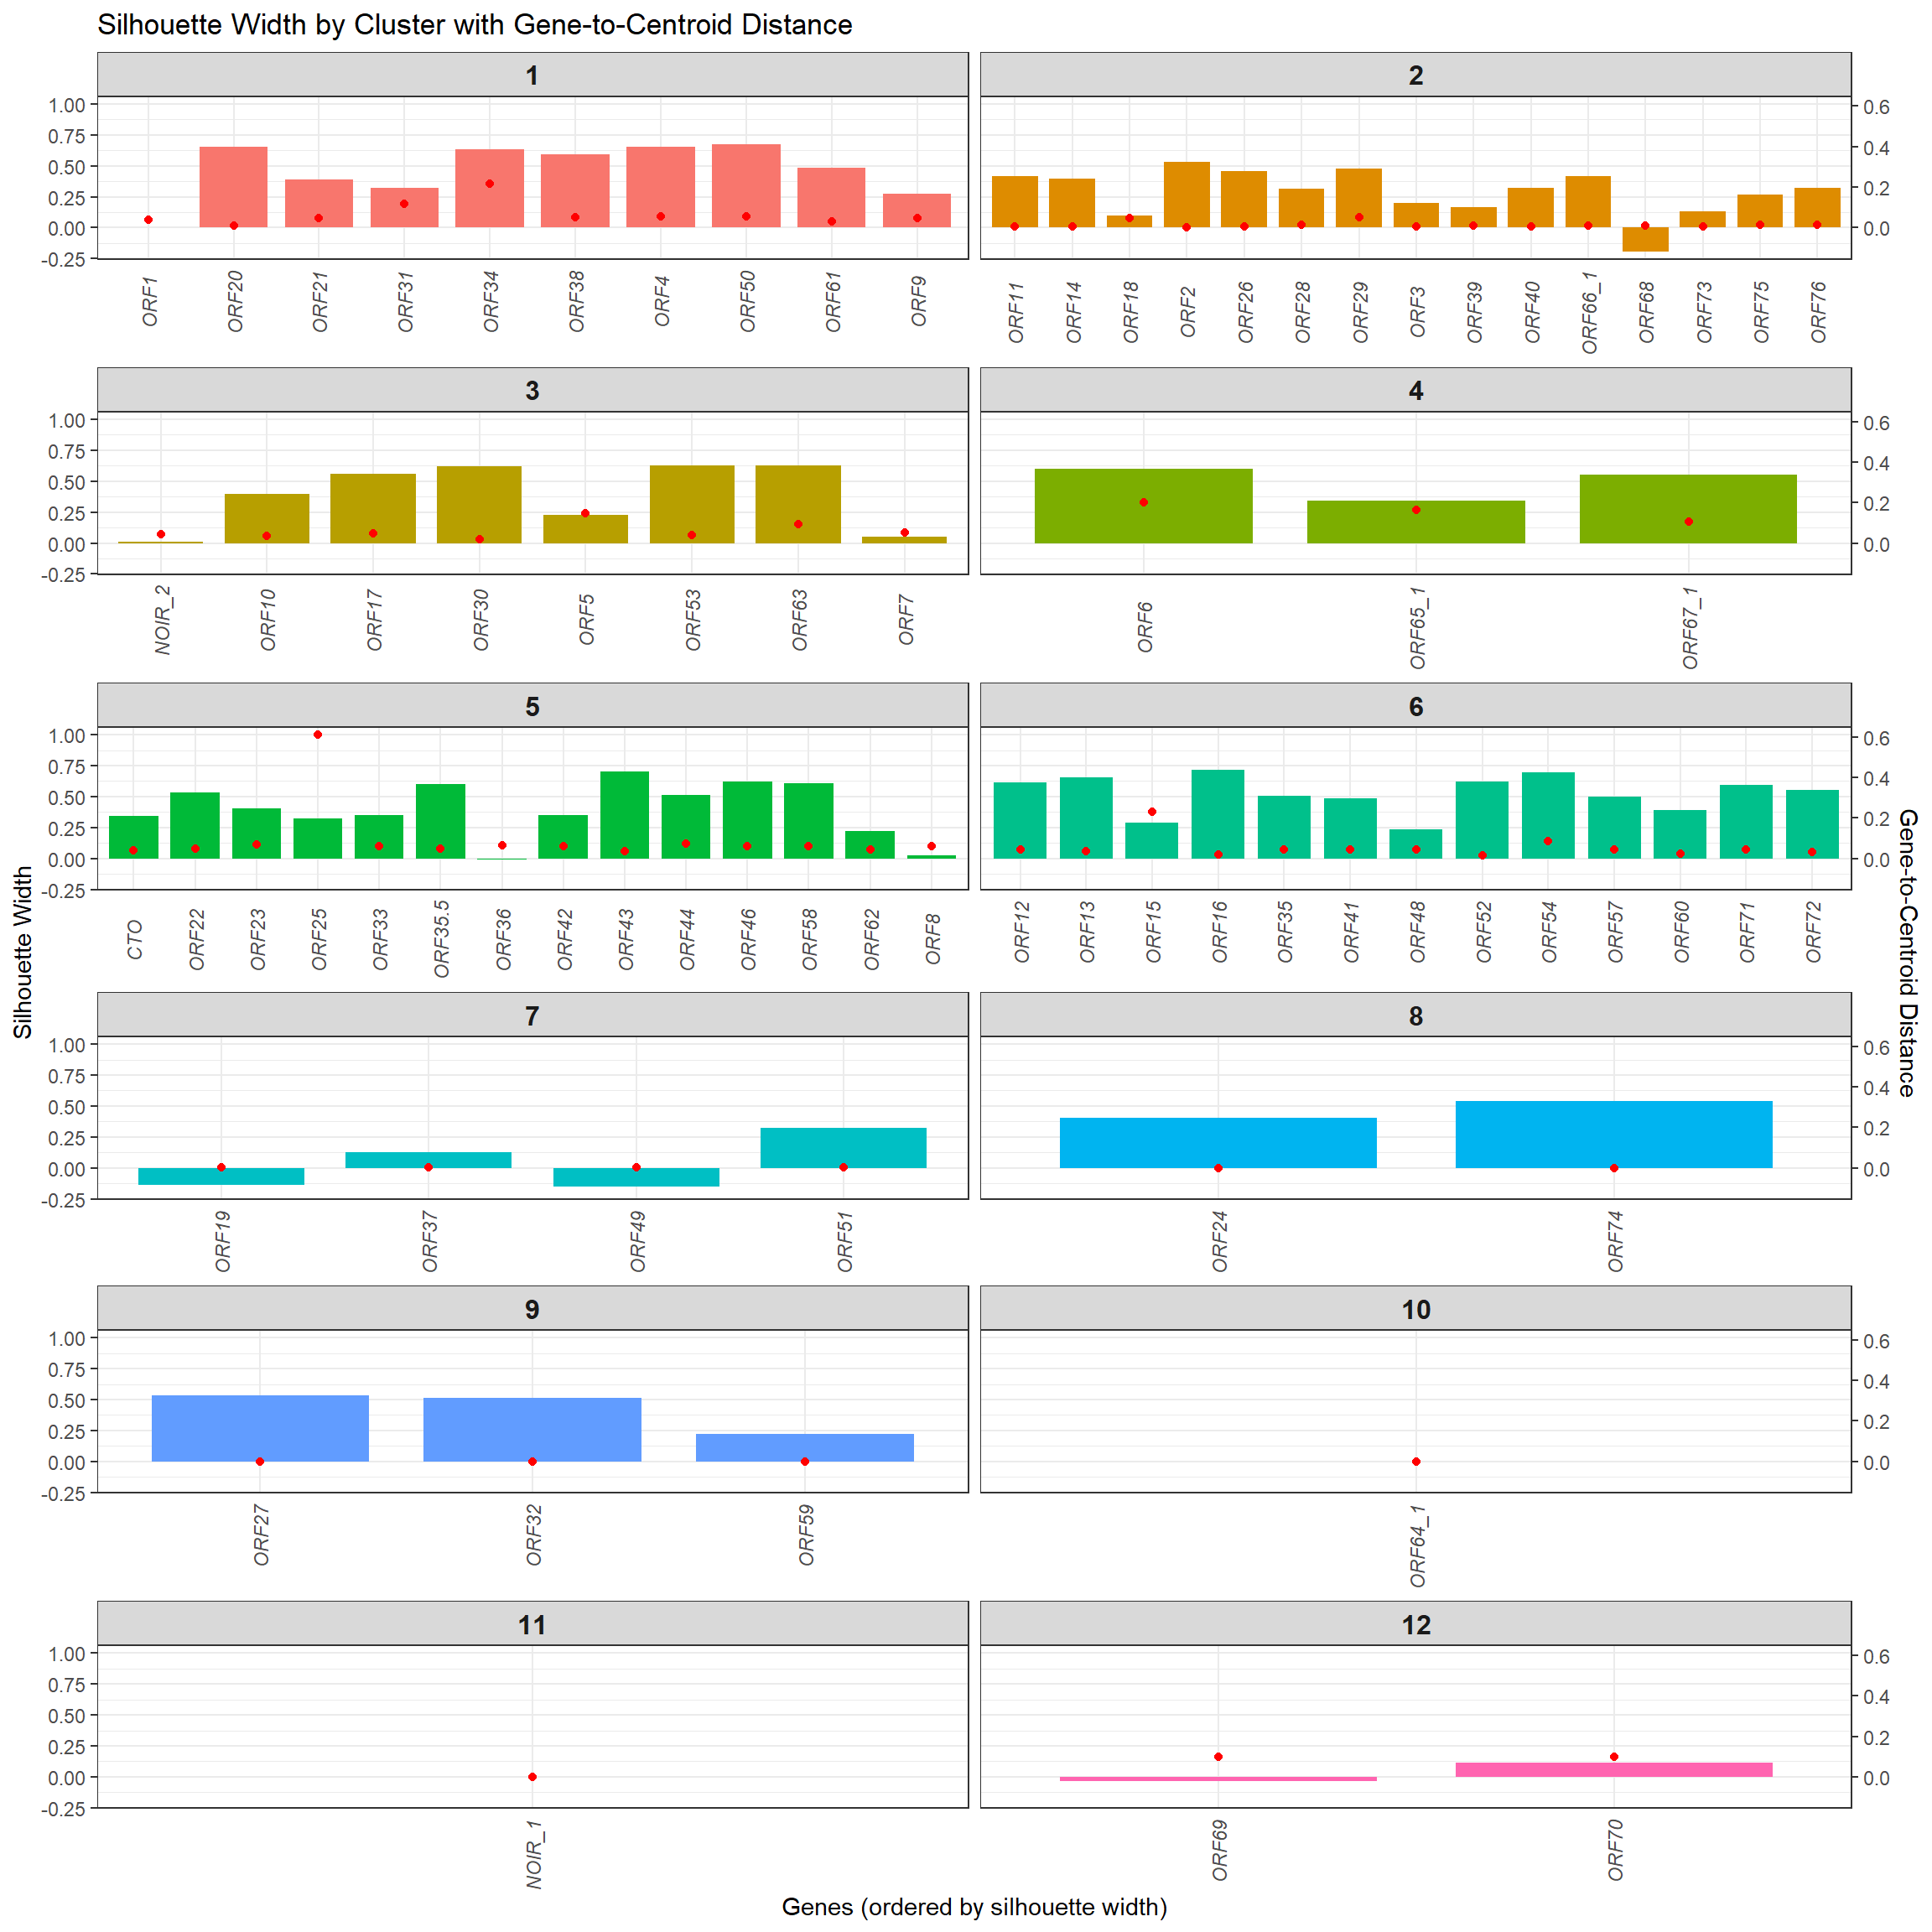 Silhouette Width by Cluster with Gene-to-Centroid Distance
1
2
1.00
0.75
0.50
0.25
0.00
-0.25
0.6
0.4
0.2
0.0
ORF1
ORF20
ORF21
ORF31
ORF34
ORF38
ORF4
ORF50
ORF61
ORF9
ORF11
ORF14
ORF18
ORF2
ORF26
ORF28
ORF29
ORF3
ORF39
ORF40
ORF66_1
ORF68
ORF73
ORF75
ORF76
3
4
1.00
0.75
0.50
0.25
0.00
-0.25
0.6
0.4
0.2
0.0
NOIR_2
ORF10
ORF17
ORF30
ORF5
ORF53
ORF63
ORF7
ORF6
ORF65_1
ORF67_1
5
6
1.00
0.75
0.50
0.25
0.00
-0.25
0.6
0.4
0.2
0.0
CTO
ORF22
ORF23
ORF25
ORF33
ORF35.5
ORF36
ORF42
ORF43
ORF44
ORF46
ORF58
ORF62
ORF8
ORF12
ORF13
ORF15
ORF16
ORF35
ORF41
ORF48
ORF52
ORF54
ORF57
ORF60
ORF71
ORF72
Silhouette Width
Gene-to-Centroid Distance
7
8
1.00
0.75
0.50
0.25
0.00
-0.25
0.6
0.4
0.2
0.0
ORF19
ORF37
ORF49
ORF51
ORF24
ORF74
9
10
1.00
0.75
0.50
0.25
0.00
-0.25
0.6
0.4
0.2
0.0
ORF27
ORF32
ORF59
ORF64_1
11
12
1.00
0.75
0.50
0.25
0.00
-0.25
0.6
0.4
0.2
0.0
NOIR_1
ORF69
ORF70
Genes (ordered by silhouette width)